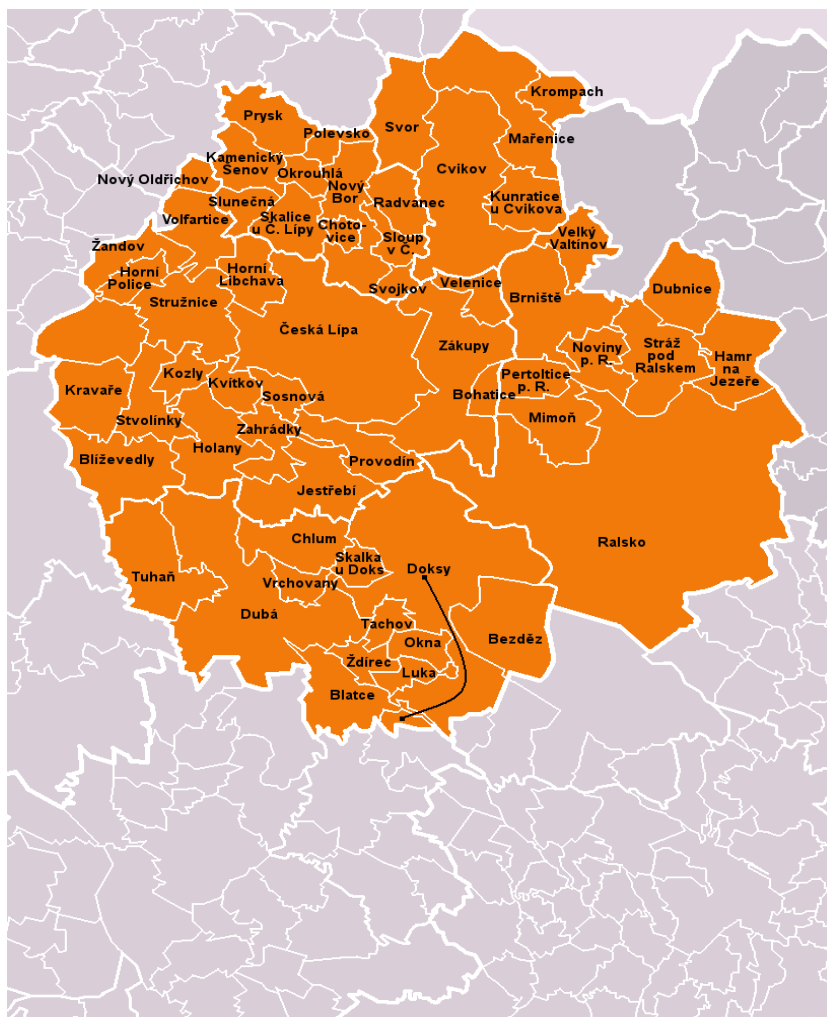 Krompach
Prysk
Svor
Polevsko
Mařenice
Kamenický
Šenov
Okrouhlá
Cvikov
Nový Oldřichov
Nový
Bor
Slunečná
Radvanec
Kunratice
u Cvikova
Volfartice
Skalice
u Č. Lípy
Choto-
vice
Sloup
v Č.
Velký
Valtínov
Žandov
Horní
Police
Horní
Libchava
Svojkov
Velenice
Dubnice
Stružnice
Brniště
Česká Lípa
Zákupy
Noviny
p. R.
Stráž
pod
Ralskem
Hamr
na
Jezeře
Kozly
Kvítkov
Pertoltice
p. R.
Kravaře
Sosnová
Bohatice
Stvolínky
Mimoň
Zahrádky
Holany
Blíževedly
Provodín
Jestřebí
Chlum
Ralsko
Skalka
u Doks
Doksy
Tuhaň
Vrchovany
Dubá
Tachov
Bezděz
Okna
Ždírec
Luka
Blatce